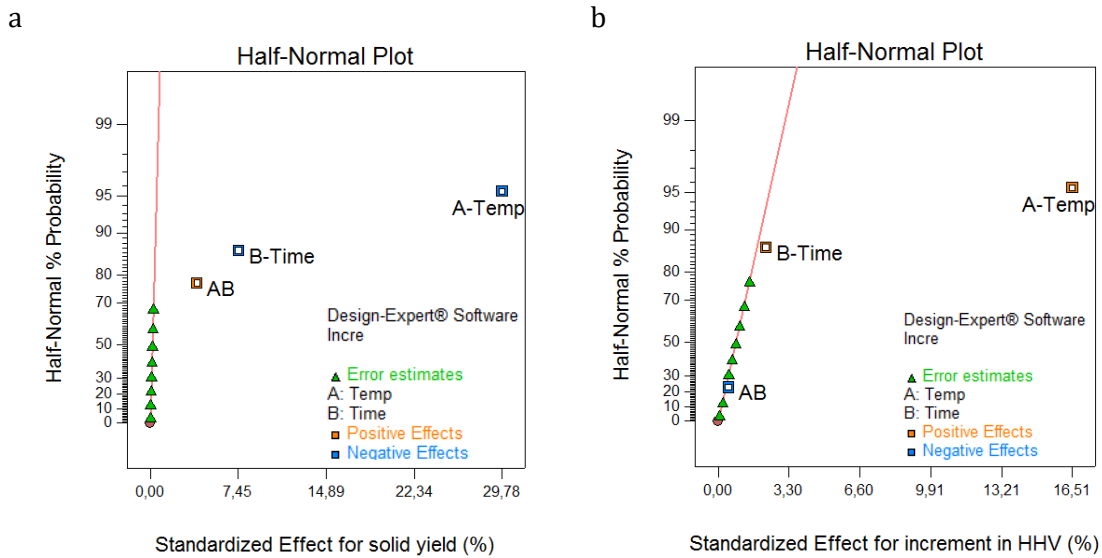 a
Half-Normal Plot
Half-Normal % Probability
99
95
90
80
70
50
30
20
10
0
A-Temp
B-Time
AB
Design-Expert® Software
Incre
Error estimates
A: Temp
B: Time
Positive Effects
Negative Effects
0,00 7,45 14,89 22,34 29,78
Standardized Effect for solid yield (%)
b
Half-Normal Plot
Half-Normal % Probability
99
95
90
80
70
50
30
20
10
0
A-Temp
B-Time
AB
Design-Expert® Software
Incre
Error estimates
A: Temp
B: Time
Positive Effects
Negative Effects
0,00 3,30 6,60 9,91 13,21 16,51
Standardized Effect for increment in HHV (%)